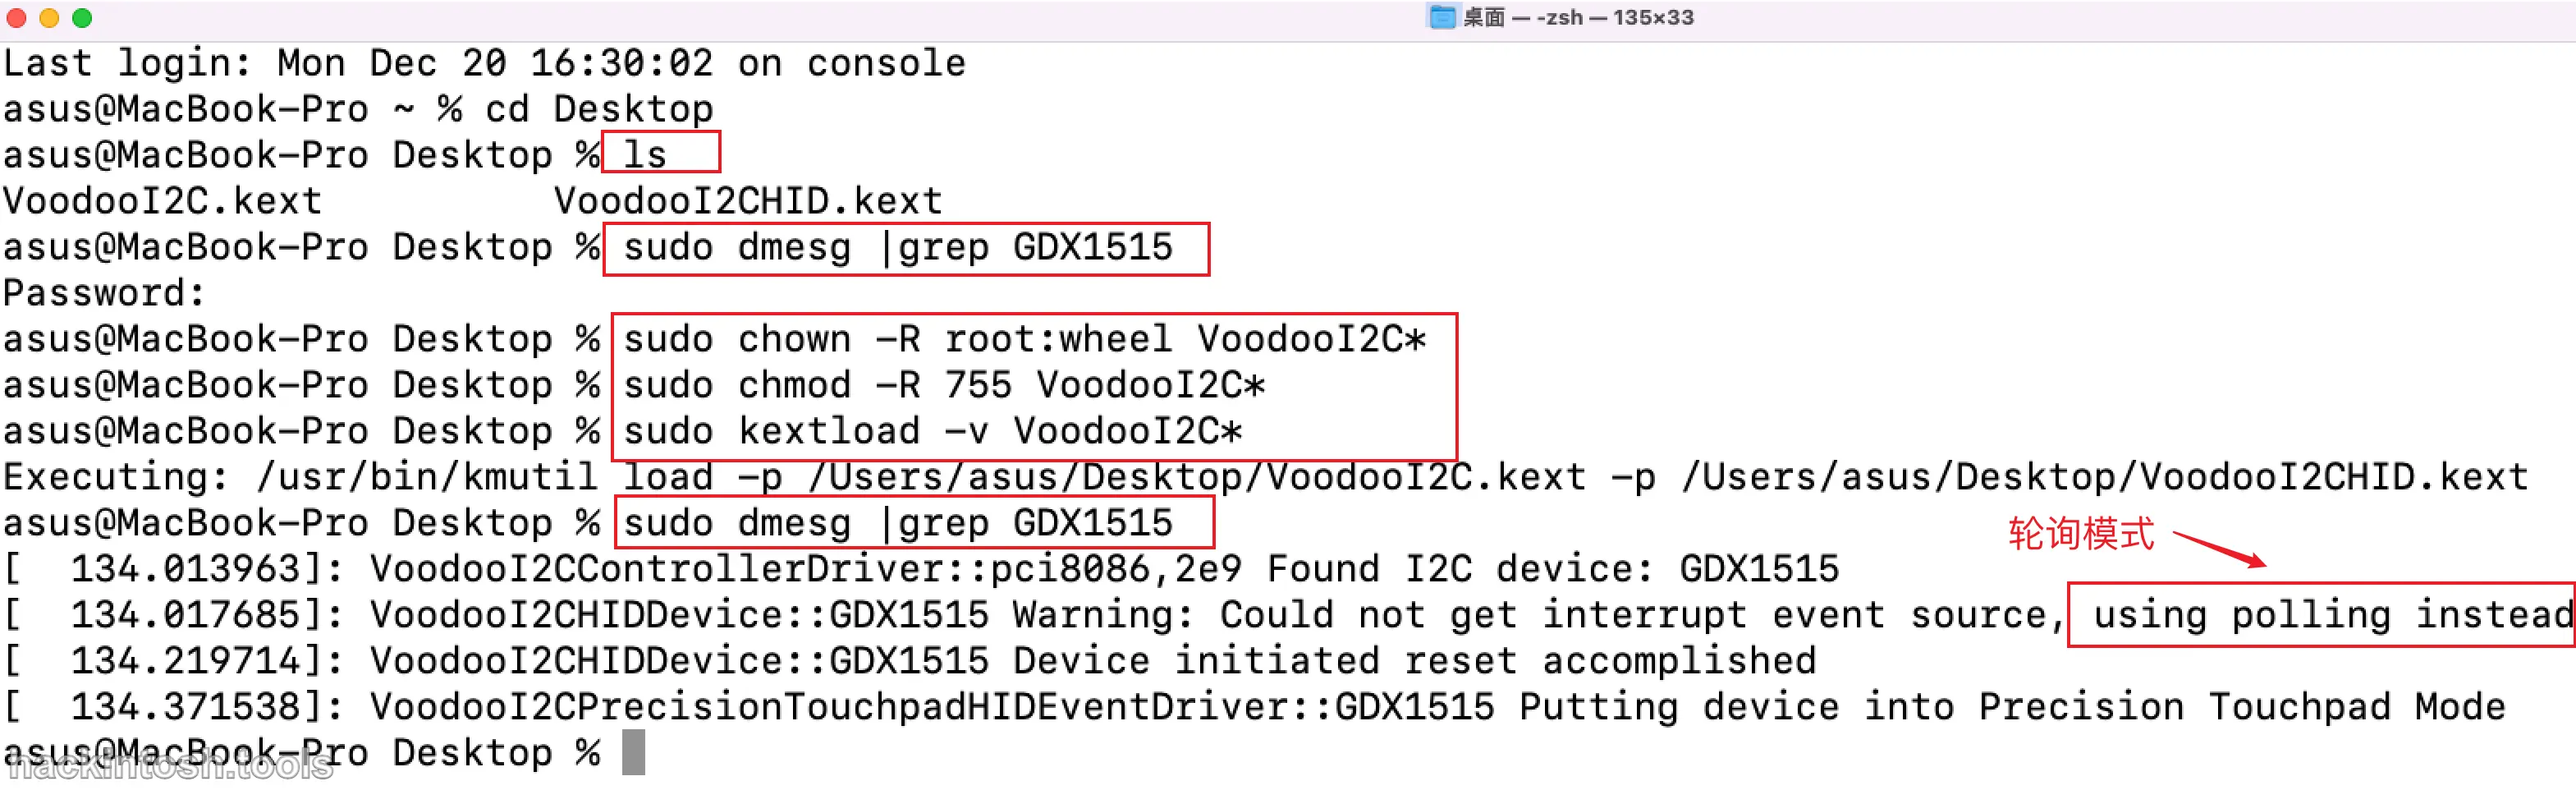 桌面 — -zsh — 135×33
Last login: Mon Dec 20 16:30:02 on console
asus@MacBook-Pro ~ % cd Desktop
asus@MacBook-Pro Desktop % ls
VoodooI2C.kext VoodooI2CHID.kext
asus@MacBook-Pro Desktop % sudo dmesg |grep GDX1515
Password:
asus@MacBook-Pro Desktop % sudo chown -R root:wheel VoodooI2C*
asus@MacBook-Pro Desktop % sudo chmod -R 755 VoodooI2C*
asus@MacBook-Pro Desktop % sudo kextload -v VoodooI2C*
Executing: /usr/bin/kmutil load -p /Users/asus/Desktop/VoodooI2C.kext -p /Users/asus/Desktop/VoodooI2CHID.kext
asus@MacBook-Pro Desktop % sudo dmesg |grep GDX1515
轮询模式
[  134.013963]: VoodooI2CControllerDriver::pci8086,2e9 Found I2C device: GDX1515
[  134.017685]: VoodooI2CHIDDevice::GDX1515 Warning: Could not get interrupt event source, using polling instead
[  134.219714]: VoodooI2CHIDDevice::GDX1515 Device initiated reset accomplished
[  134.371538]: VoodooI2CPrecisionTouchpadHIDEventDriver::GDX1515 Putting device into Precision Touchpad Mode
asus@MacBook-Pro Desktop %
hackintosh.tools